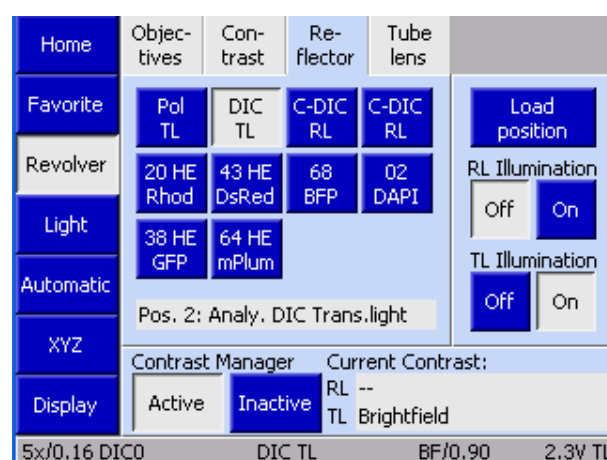 Home
Objec-
tives
Con-
trast
Re-
flector
Tube
lens
Favorite
Revolver
Light
Automatic
XYZ
Display
Pol
TL
DIC
TL
C-DIC
RL
C-DIC
RL
20 HE
Rhod
43 HE
DsRed
68
BFP
02
DAPI
38 HE
GFP
64 HE
mPlum
Pos. 2: Analy. DIC Trans.light
Load
position
RL Illumination
Off On
TL Illumination
Off On
Contrast Manager Current Contrast:
Active Inactive
RL --
TL Brightfield
5x/0.16 DIC0 DIC TL BF/0.90 2.3V TL